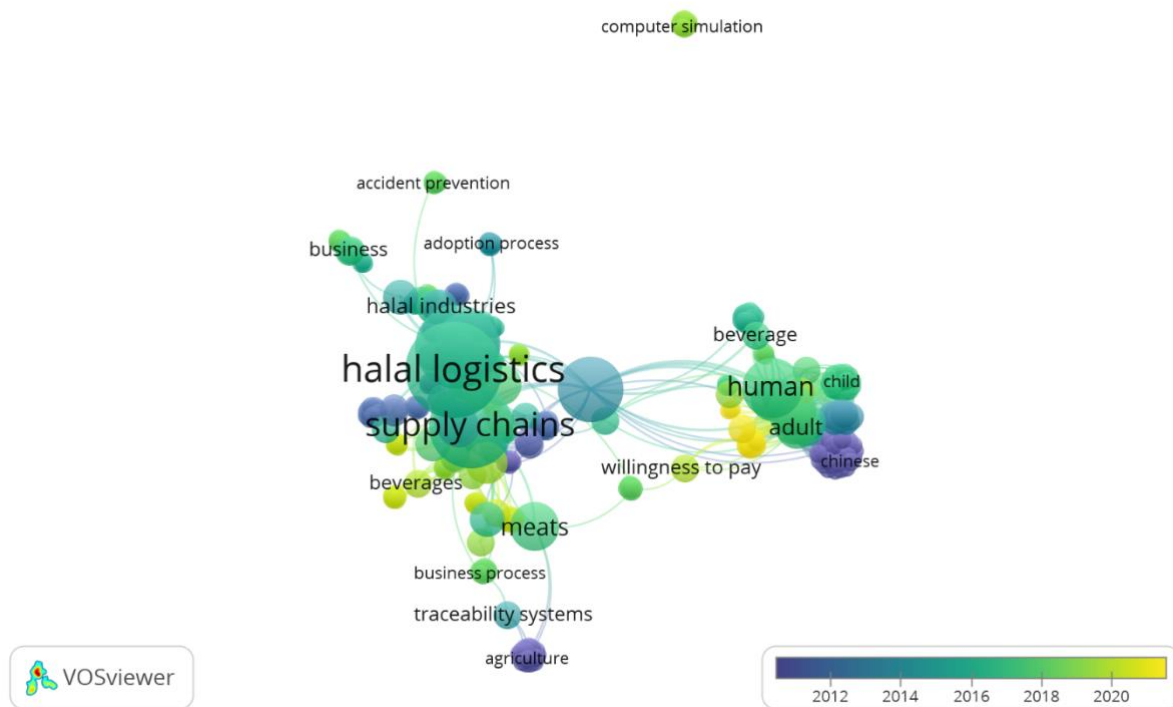 computer simulation
accident prevention
business
adoption process
halal industries
beverage
halal logistics
human
child
supply chains
adult
willingness to pay
chinese
beverages
meats
business process
traceability systems
agriculture
VOSviewer
2012 2014 2016 2018 2020